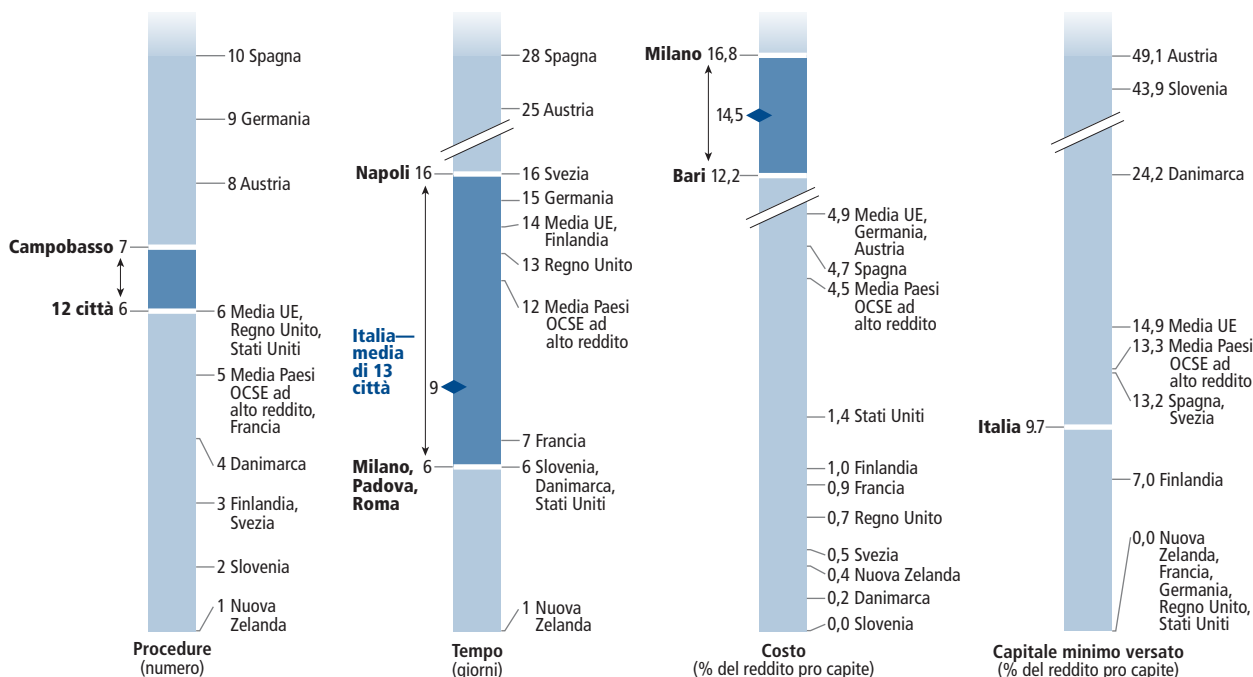 10 Spagna
9 Germania
8 Austria
Campobasso 7
12 città 6
6 Media UE,
Regno Unito,
Stati Uniti
5 Media Paesi
OCSE ad
alto reddito,
Francia
4 Danimarca
3 Finlandia,
Svezia
2 Slovenia
1 Nuova
Zelanda
Procedure
(numero)
28 Spagna
25 Austria
Napoli 16
16 Svezia
15 Germania
14 Media UE,
Finlandia
13 Regno Unito
12 Media Paesi
OCSE ad
alto reddito
Italia—
media
di 13
città
9
7 Francia
Milano,
Padova,
Roma
6
6 Slovenia,
Danimarca,
Stati Uniti
1 Nuova
Zelanda
Tempo
(giorni)
Milano 16,8
14,5
Bari 12,2
4,9 Media UE,
Germania,
Austria
4,7 Spagna
4,5 Media Paesi
OCSE ad
alto reddito
1,4 Stati Uniti
1,0 Finlandia
0,9 Francia
0,7 Regno Unito
0,5 Svezia
0,4 Nuova Zelanda
0,2 Danimarca
0,0 Slovenia
Costo
(% del reddito pro capite)
49,1 Austria
43,9 Slovenia
24,2 Danimarca
14,9 Media UE
13,3 Media Paesi
OCSE ad
alto reddito
13,2 Spagna,
Svezia
Italia 9.7
7,0 Finlandia
0,0 Nuova
Zelanda,
Francia,
Germania,
Regno Unito,
Stati Uniti
Capitale minimo versato
(% del reddito pro capite)